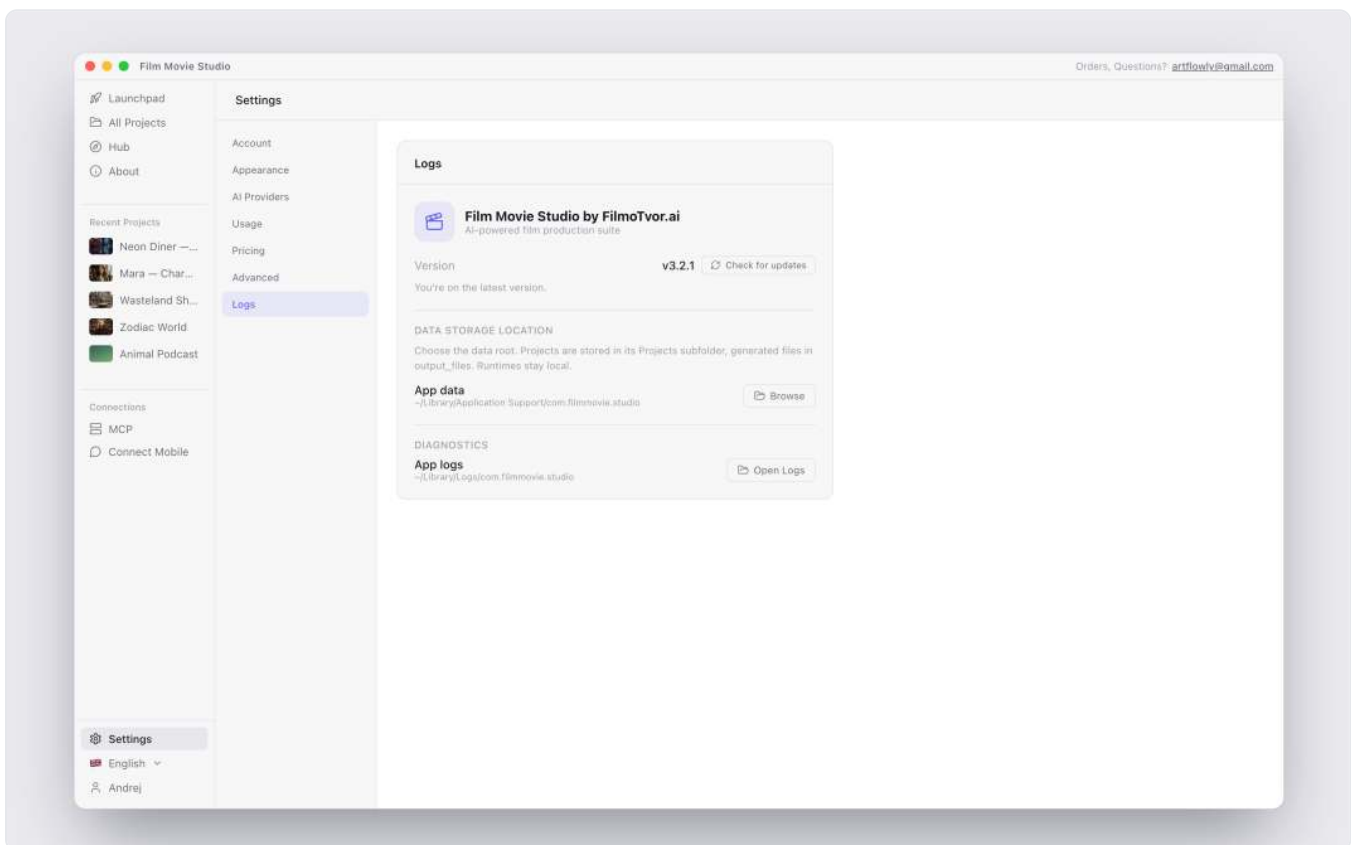 Film Movie Studio
Orders, Questions? artflowly@gmail.com
Launchpad
All Projects
Hub
About
Recent Projects
Neon Diner —...
Mara — Char...
Wasteland Sh...
Zodiac World
Animal Podcast
Connections
MCP
Connect Mobile
Settings
English
Andrej
Settings
Account
Appearance
AI Providers
Usage
Pricing
Advanced
Logs
Logs
Film Movie Studio by FilmoTvor.ai
AI-powered film production suite
Version
v3.2.1
Check for updates
You're on the latest version.
DATA STORAGE LOCATION
Choose the data root. Projects are stored in its Projects subfolder, generated files in
output_files. Runtimes stay local.
App data
~/Library/Application Support/com.filmmovie.studio
Browse
DIAGNOSTICS
App logs
~/Library/Logs/com.filmmovie.studio
Open Logs